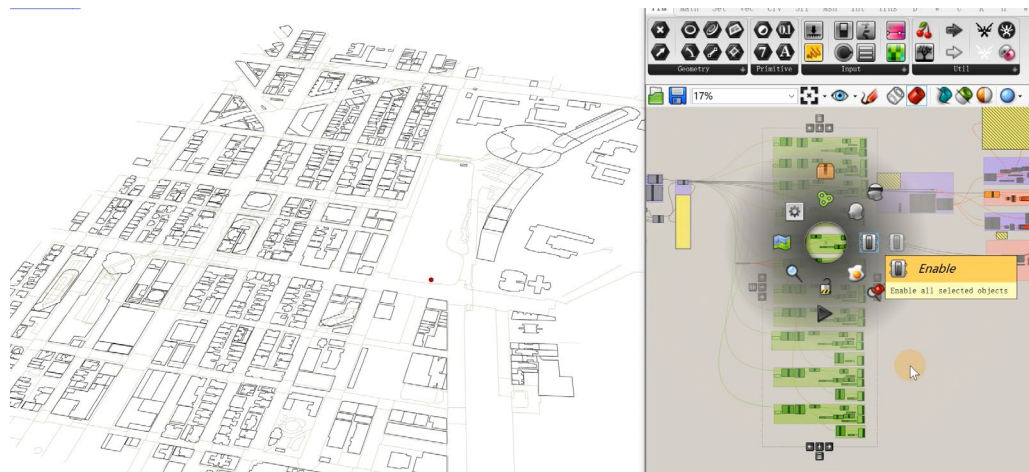 Geometry
Primitive
Input
Util
17%
Enable
Enable all selected objects